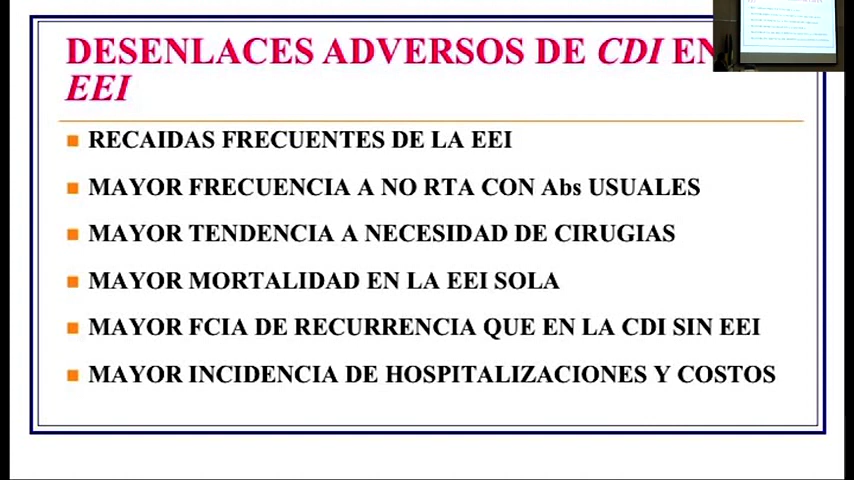 DESENLACES ADVERSOS DE CDI EN
EEI
RECAIDAS FRECUENTES DE LA EEI
MAYOR FRECUENCIA A NO RTA CON Abs USUALES
MAYOR TENDENCIA A NECESIDAD DE CIRUGIAS
MAYOR MORTALIDAD EN LA EEI SOLA
MAYOR FCIA DE RECURRENCIA QUE EN LA CDI SIN EEI
MAYOR INCIDENCIA DE HOSPITALIZACIONES Y COSTOS